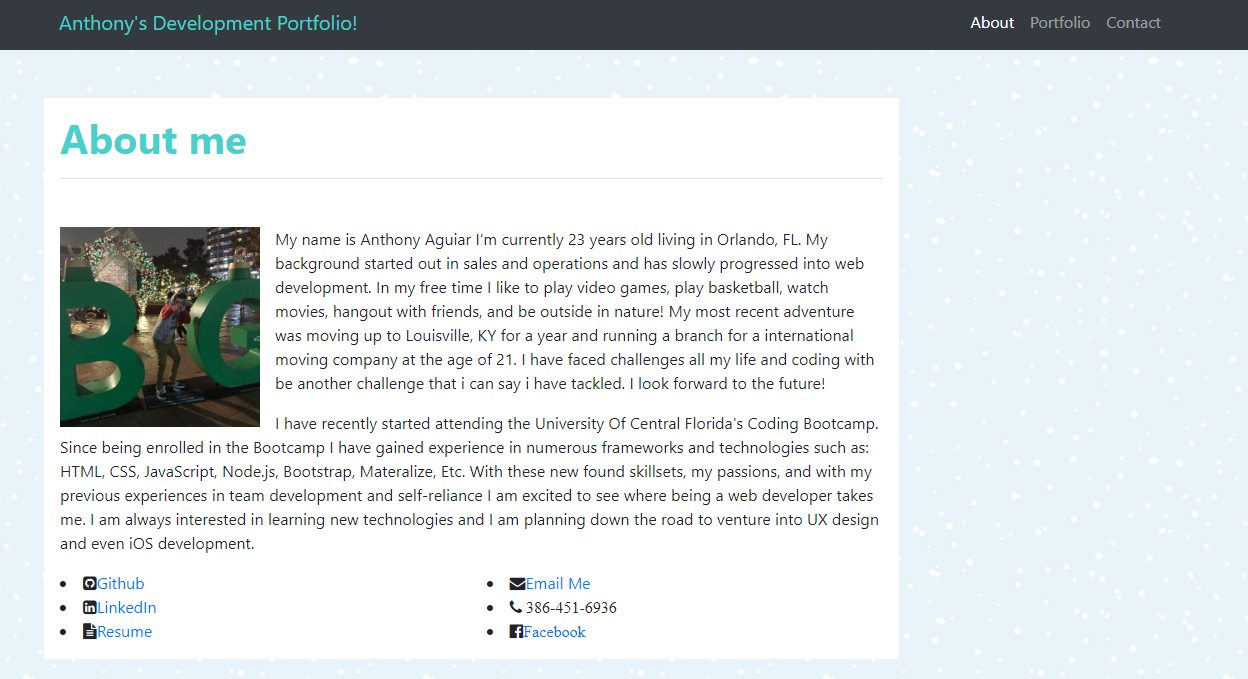 Anthony's Development Portfolio!
About Portfolio Contact
About me
BG
My name is Anthony Aguiar I'm currently 23 years old living in Orlando, FL. My
background started out in sales and operations and has slowly progressed into web
development. In my free time I like to play video games, play basketball, watch
movies, hangout with friends, and be outside in nature! My most recent adventure
was moving up to Louisville, KY for a year and running a branch for a international
moving company at the age of 21. I have faced challenges all my life and coding with
be another challenge that i can say i have tackled. I look forward to the future!
I have recently started attending the University Of Central Florida's Coding Bootcamp.
Since being enrolled in the Bootcamp I have gained experience in numerous frameworks and technologies such as:
HTML, CSS, JavaScript, Node.js, Bootstrap, Materalize, Etc. With these new found skillsets, my passions, and with my
previous experiences in team development and self-reliance I am excited to see where being a web developer takes
me. I am always interested in learning new technologies and I am planning down the road to venture into UX design
and even iOS development.
Github
LinkedIn
Resume
Email Me
386-451-6936
Facebook